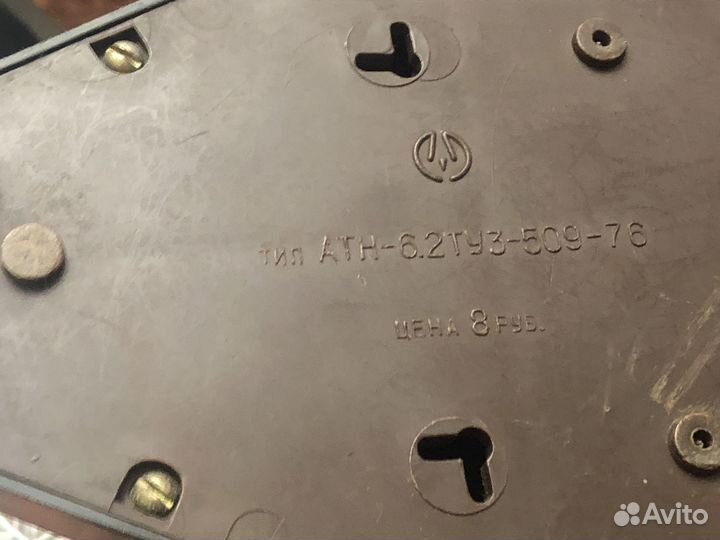 тип АТН-6.2ТУ3-509-76
ЦЕНА 8 РУБ.
Avito